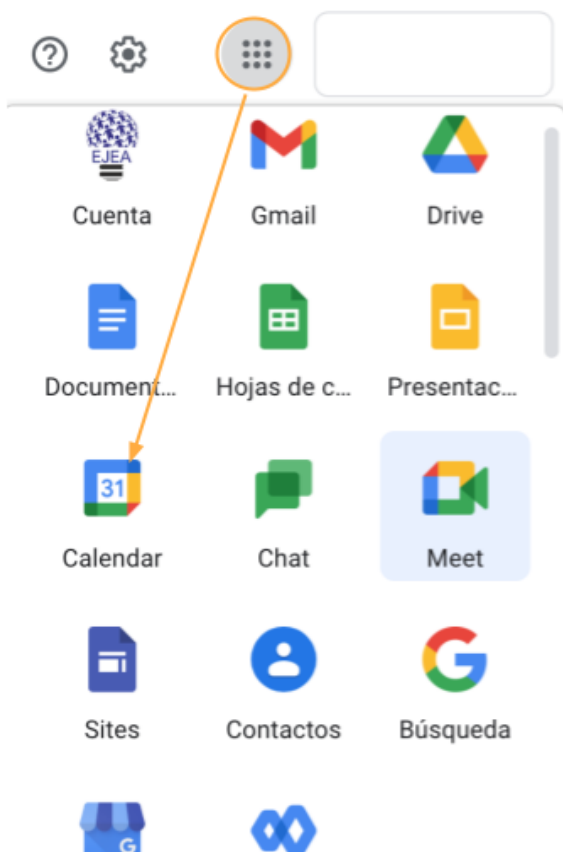 EJEA
Cuenta
Gmail
Drive
Document...
Hojas de c...
Presentac...
31
Calendar
Chat
Meet
Sites
Contactos
Búsqueda
G